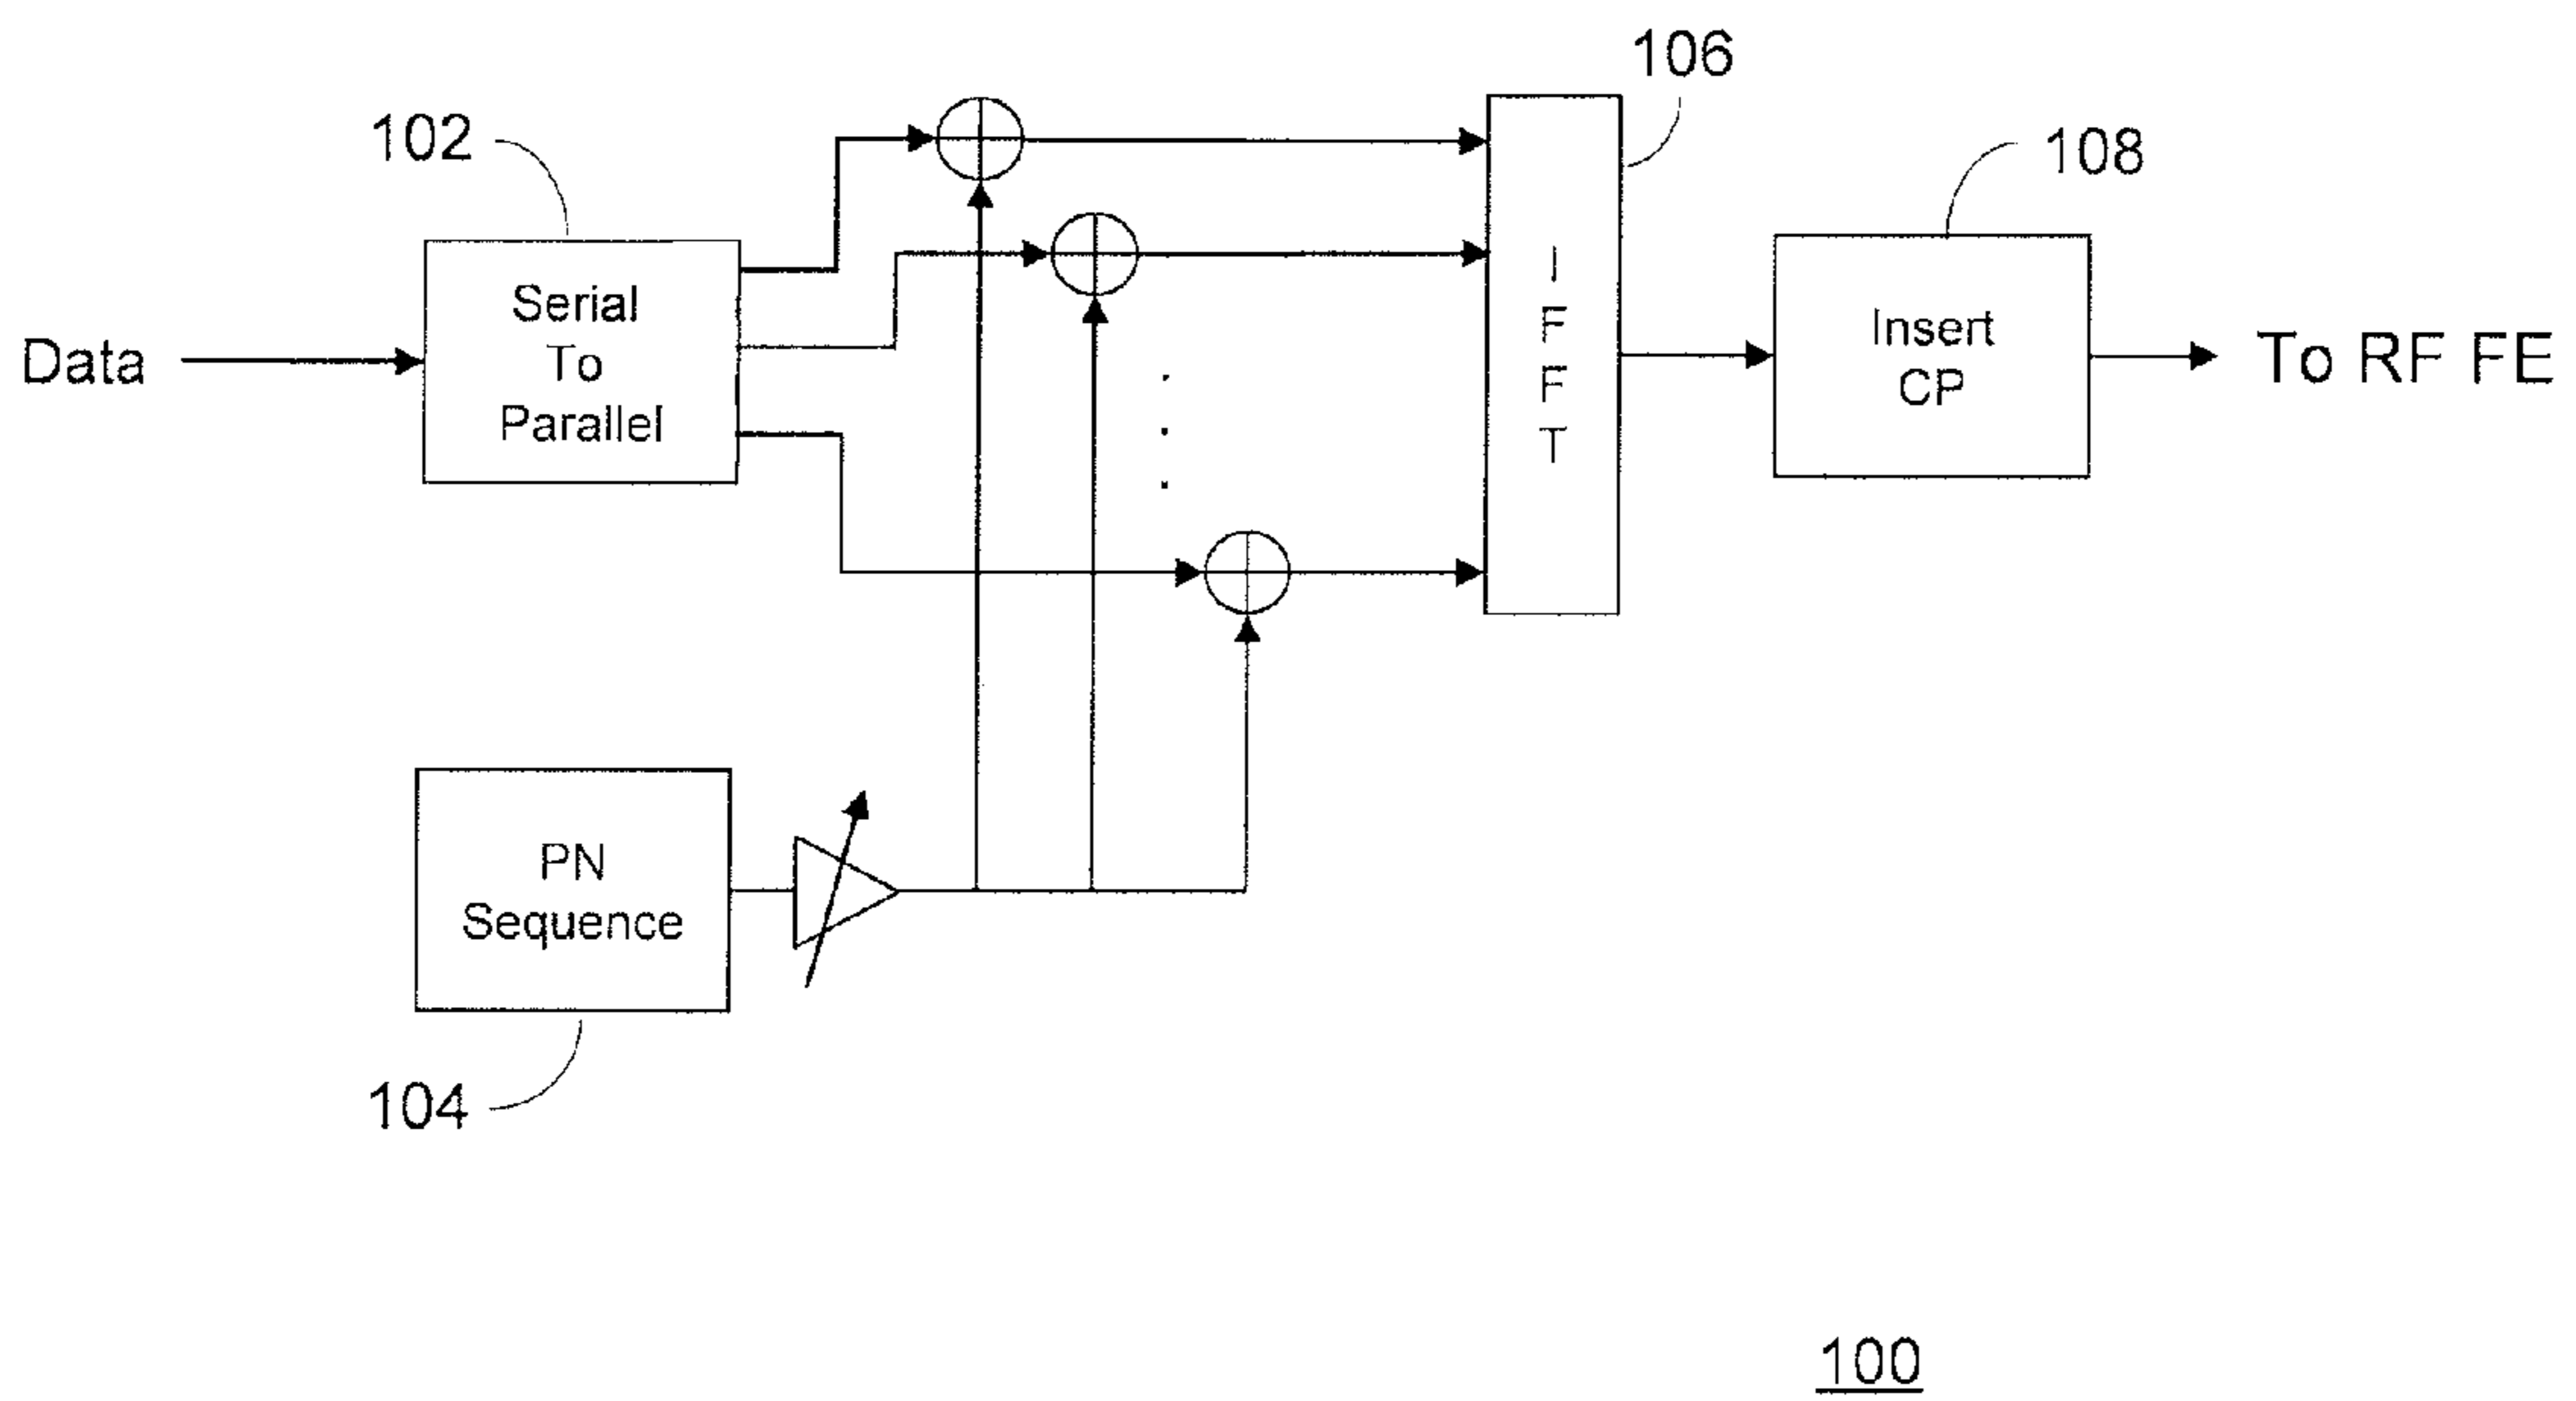 106
102
108
Serial
To
Parallel
Data
I
F
F
T
Insert
CP
To RF FE
PN
Sequence
104
100